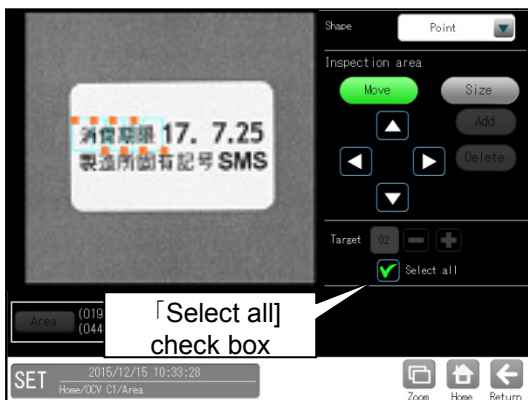 Shape
Point
Inspection area
Move
Size
Add
Delete
消費期限 17. 7.25
製造所固有記号 SMS
Target
02
Select all
Area
(019
(044
「Select all]
check box
SET
2015/12/15 10:33:28
Home/OCV C1/Area
Zoom
Home
Return